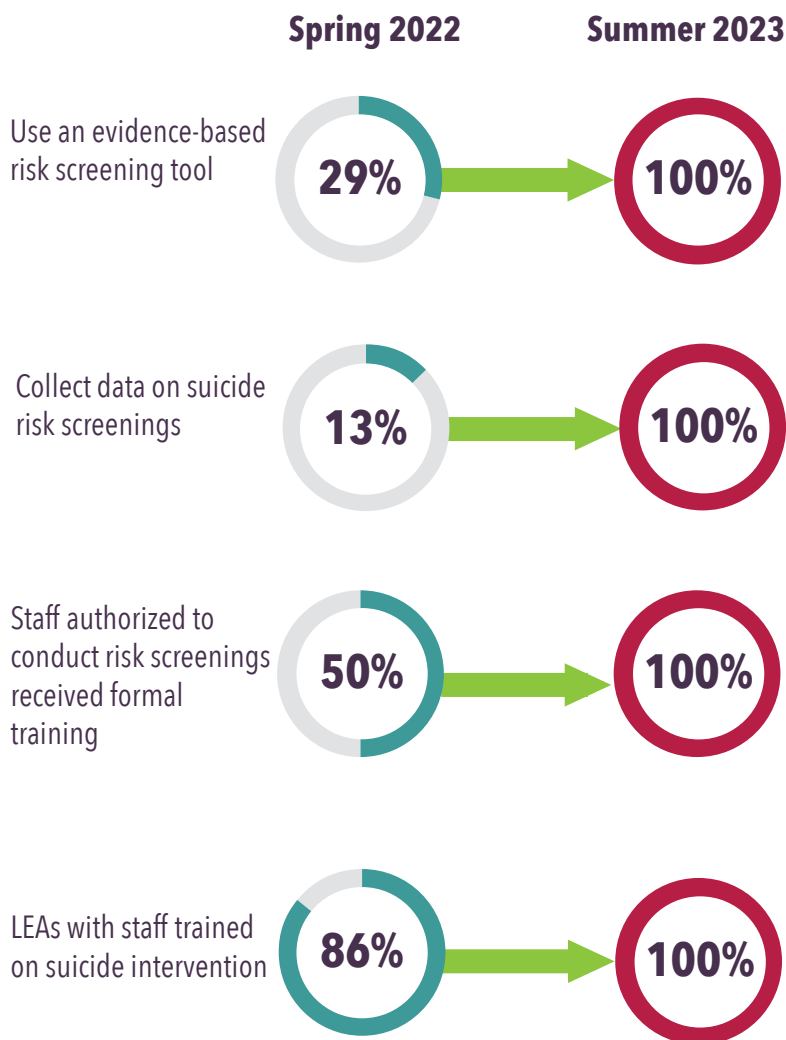 Spring 2022 Summer 2023
Use an evidence-based
risk screening tool
29% 100%
Collect data on suicide
risk screenings
13% 100%
Staff authorized to
conduct risk screenings
received formal
training
50% 100%
LEAs with staff trained
on suicide intervention
86% 100%